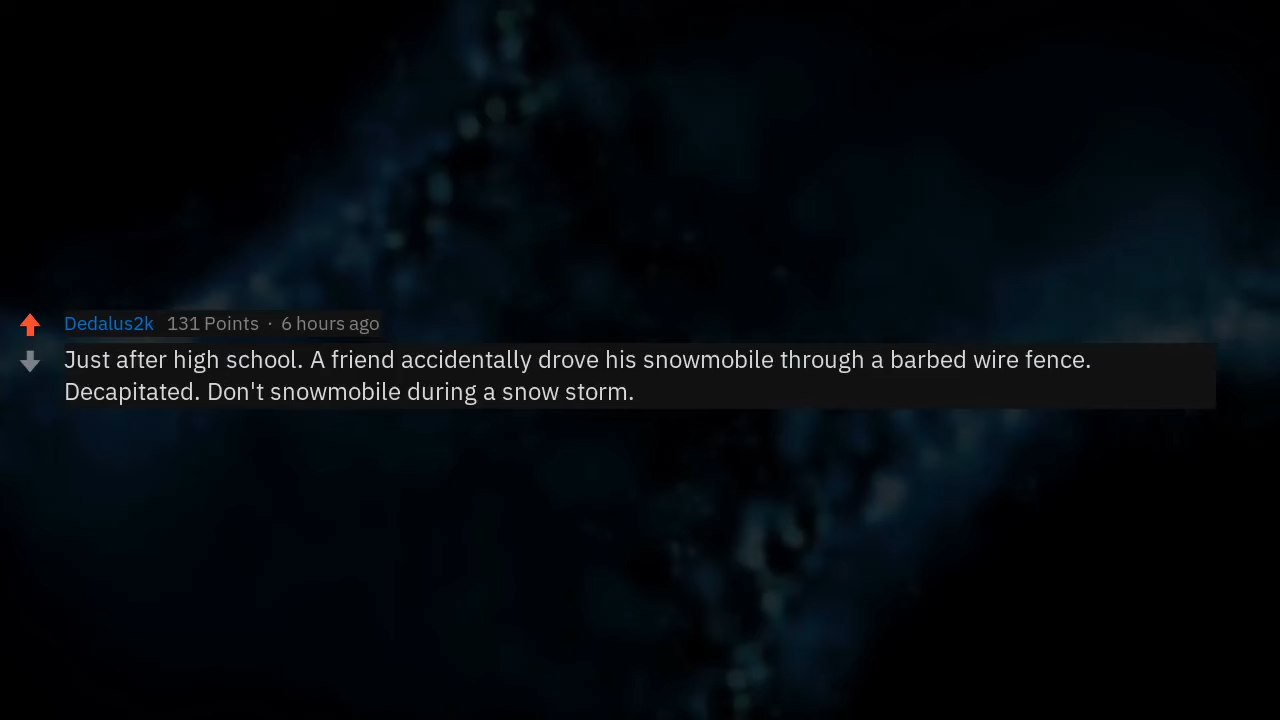 Dedalus2k 131 Points · 6 hours ago
Just after high school. A friend accidentally drove his snowmobile through a barbed wire fence.
Decapitated. Don't snowmobile during a snow storm.